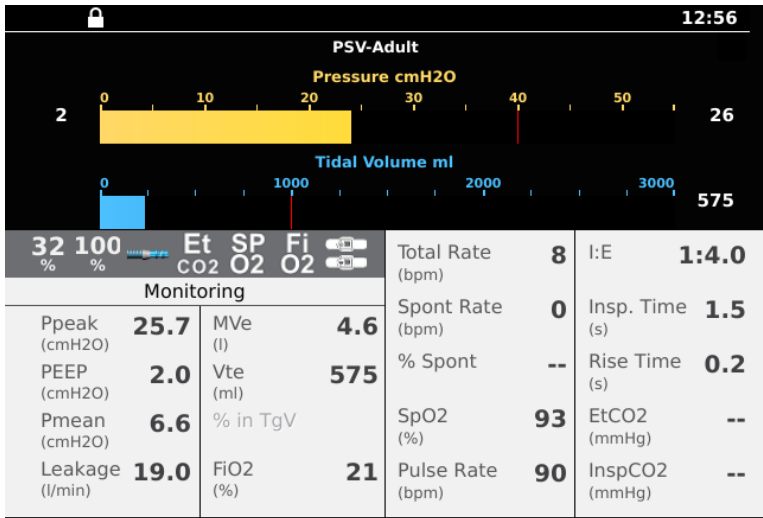 12:56
PSV-Adult
Pressure cmH2O
0 10 20 30 40 50
2 26
Tidal Volume ml
0 1000 2000 3000
575
32 % 100 % Et CO2 SP O2 Fi O2
Monitoring
Ppeak (cmH2O) 25.7
PEEP (cmH2O) 2.0
Pmean (cmH2O) 6.6
Leakage (l/min) 19.0
MVe (l) 4.6
Vte (ml) 575
% in TgV
FiO2 (%) 21
Total Rate (bpm) 8
Spont Rate (bpm) 0
% Spont --
SpO2 (%) 93
Pulse Rate (bpm) 90
I:E 1:4.0
Insp. Time (s) 1.5
Rise Time (s) 0.2
EtCO2 (mmHg) --
InspCO2 (mmHg) --